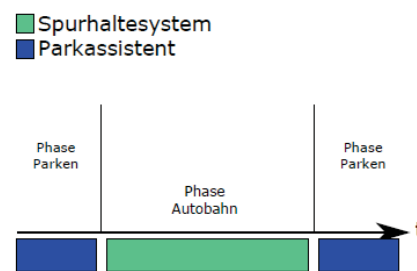 Spurhaltesystem
Parkassistent
Phase
Parken
Phase
Autobahn
Phase
Parken